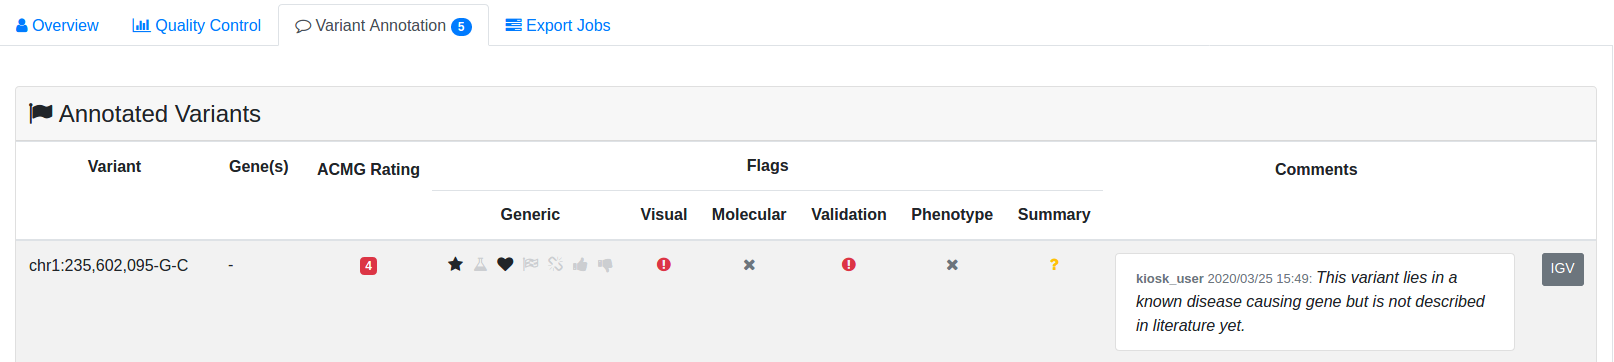 Overview Quality Control Variant Annotation 5 Export Jobs
Annotated Variants
Variant Gene(s) ACMG Rating Flags Comments
Generic Visual Molecular Validation Phenotype Summary
chr1:235,602,095-G-C - 4 ? IGV
kiosk_user 2020/03/25 15:49: This variant lies in a
known disease causing gene but is not described
in literature yet.